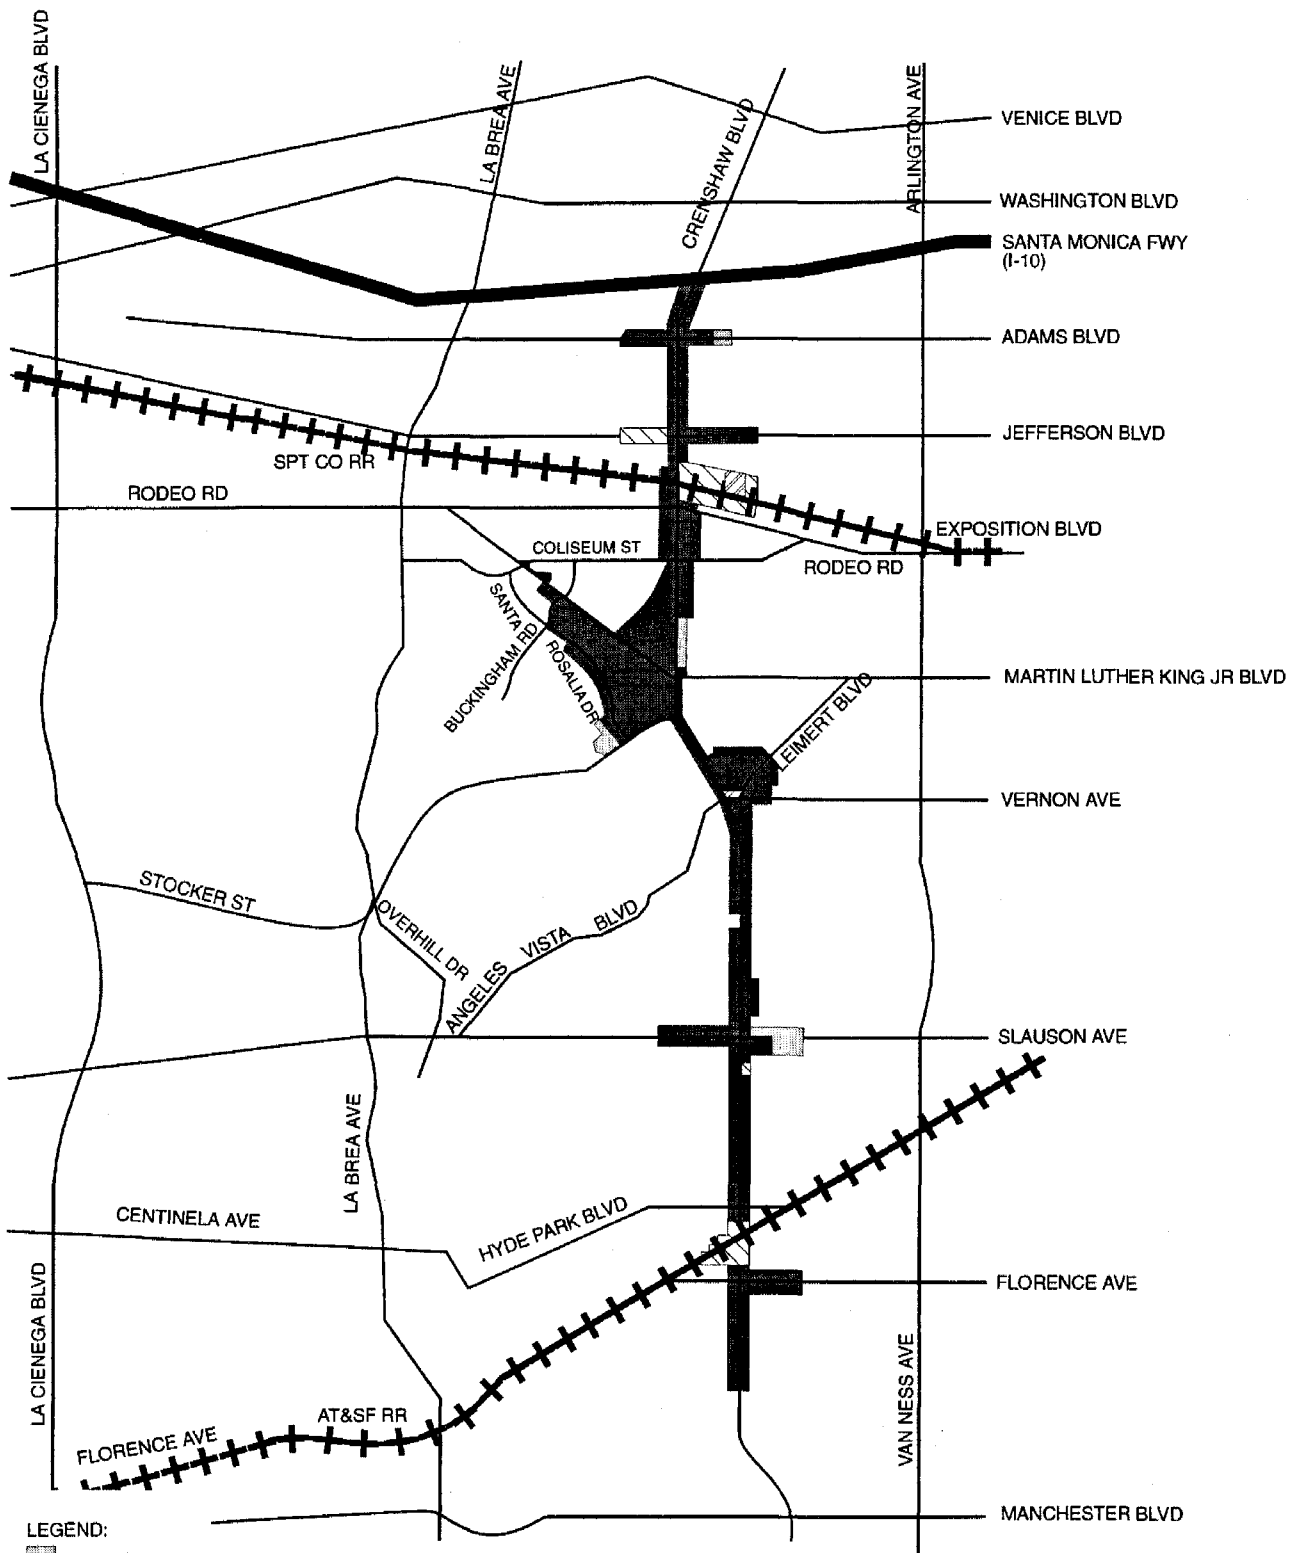 LA CIENEGA BLVD
LA BREA AVE
CRENSHAW BLVD
ARLINGTON AVE
VENICE BLVD
WASHINGTON BLVD
SANTA MONICA FWY
(I-10)
ADAMS BLVD
JEFFERSON BLVD
SPT CO RR
RODEO RD
EXPOSITION BLVD
COLISEUM ST
RODEO RD
SANTA
ROSALIA DR
BUCKINGHAM RD
MARTIN LUTHER KING JR BLVD
LEIMERT BLVD
VERNON AVE
STOCKER ST
OVERHILL DR
ANGELES VISTA BLVD
SLAUSON AVE
LA BREA AVE
CENTINELA AVE
HYDE PARK BLVD
FLORENCE AVE
LA CIENEGA BLVD
VAN NESS AVE
AT&SF RR
FLORENCE AVE
MANCHESTER BLVD
LEGEND: